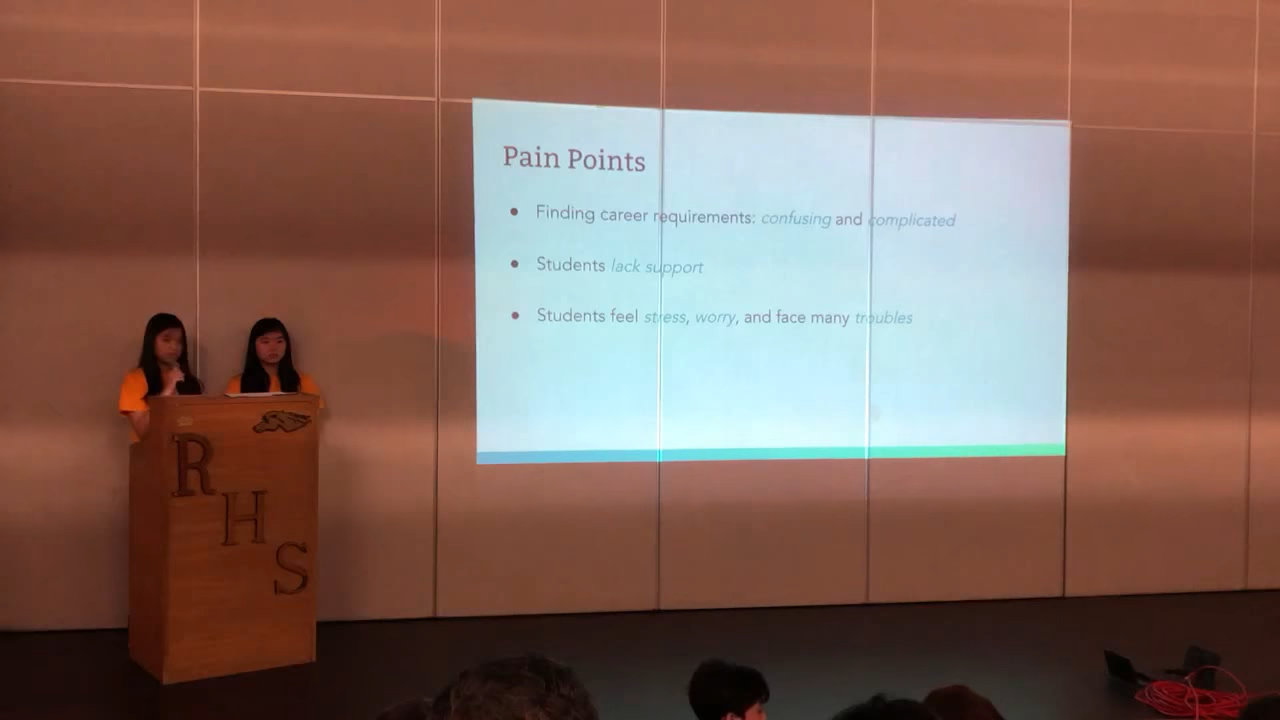 Pain Points
Finding career requirements: confusing and complicated
Students lack support
Students feel stress, worry, and face many troubles
R
H
S